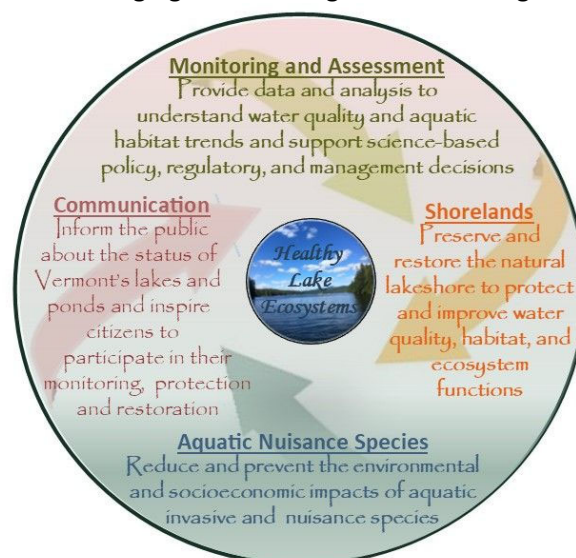 Monitoring and Assessment
Provide data and analysis to
understand water quality and aquatic
habitat trends and support science-based
policy, regulatory, and management decisions
Communication
Inform the public
about the status of
Vermont's lakes and
ponds and inspire
citizens to
participate in their
monitoring, protection
and restoration
Healthy
Lake
Ecosystems
Shorelands
Preserve and
restore the natural
lakeshore to protect
and improve water
quality, habitat, and
ecosystem
functions
Aquatic Nuisance Species
Reduce and prevent the environmental
and socioeconomic impacts of aquatic
invasive and nuisance species